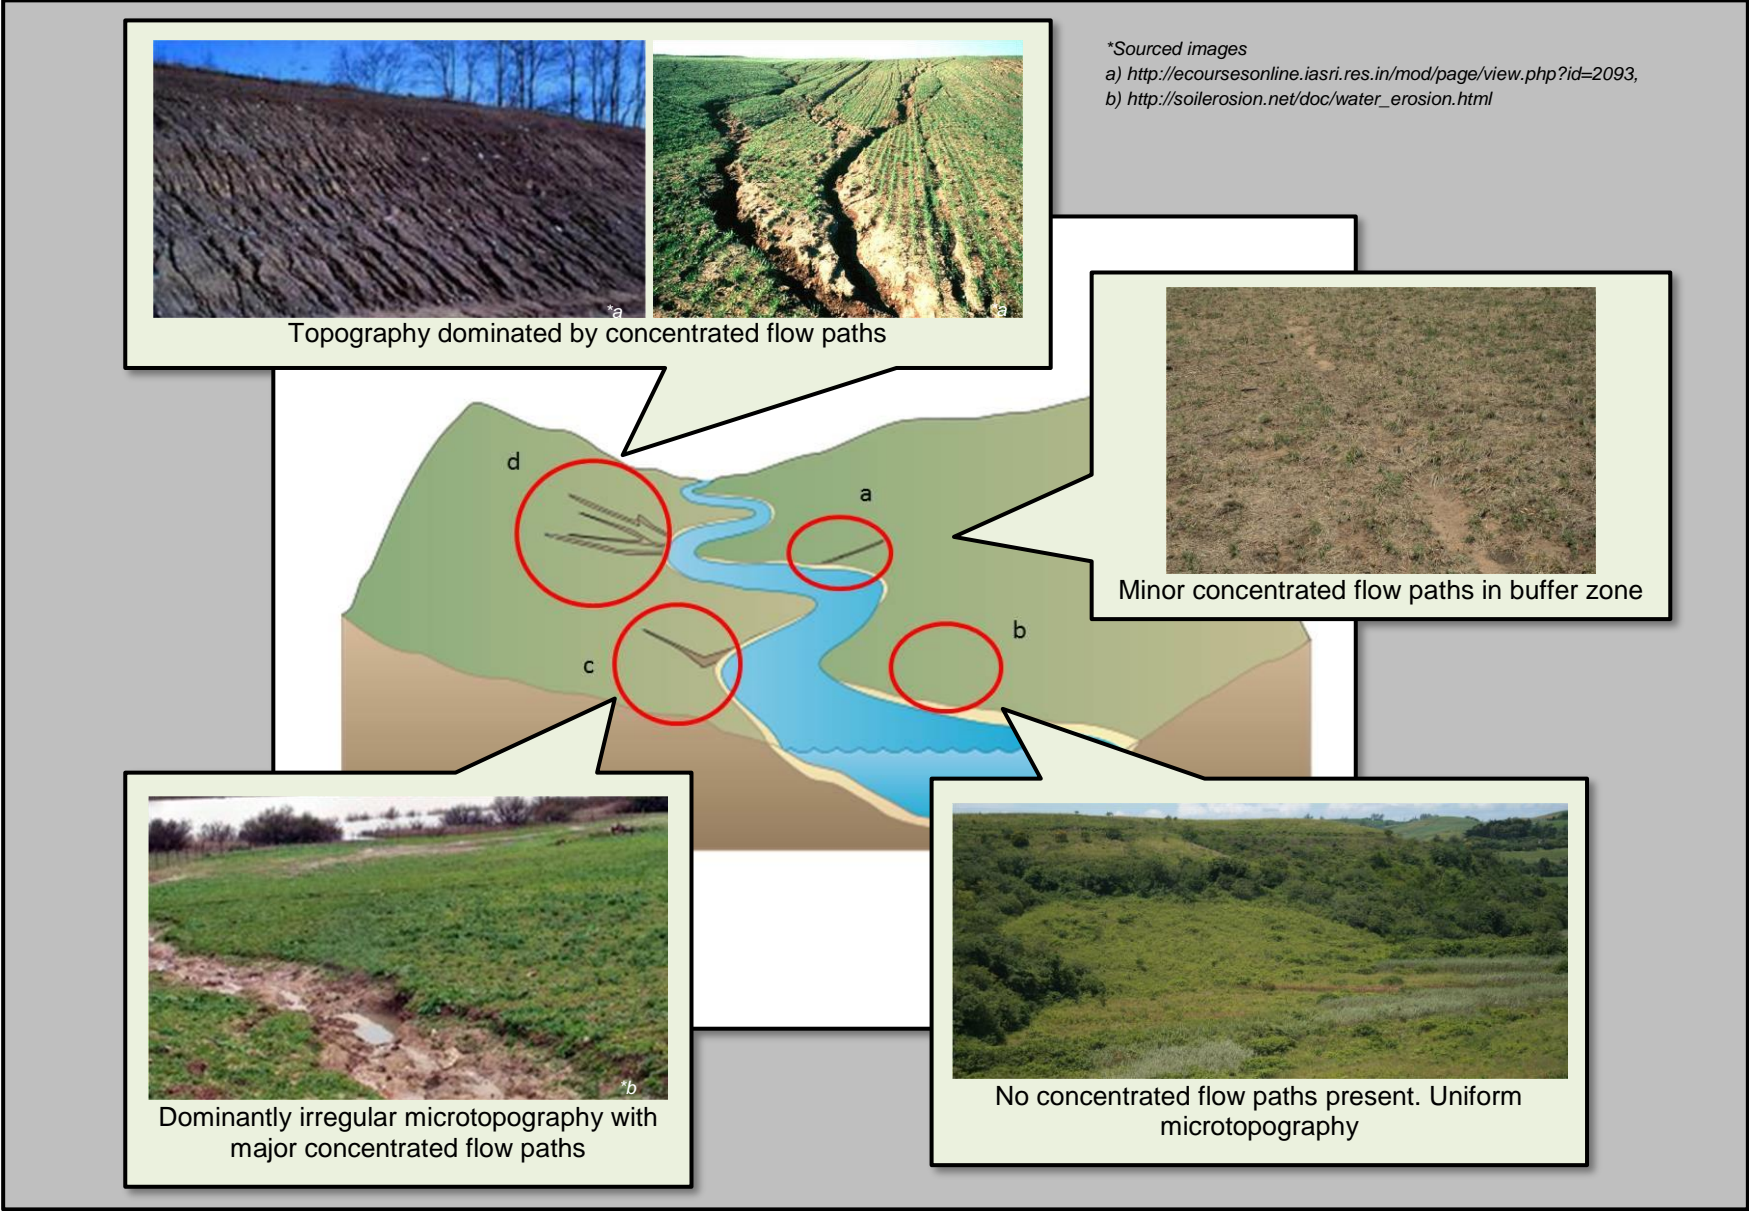 *Sourced images
a) http://ecoursesonline.iasri.res.in/mod/page/view.php?id=2093,
b) http://soilerosion.net/doc/water_erosion.html
*a
*a
Topography dominated by concentrated flow paths
Minor concentrated flow paths in buffer zone
d
a
b
c
*b
Dominantly irregular microtopography with
major concentrated flow paths
No concentrated flow paths present. Uniform
microtopography